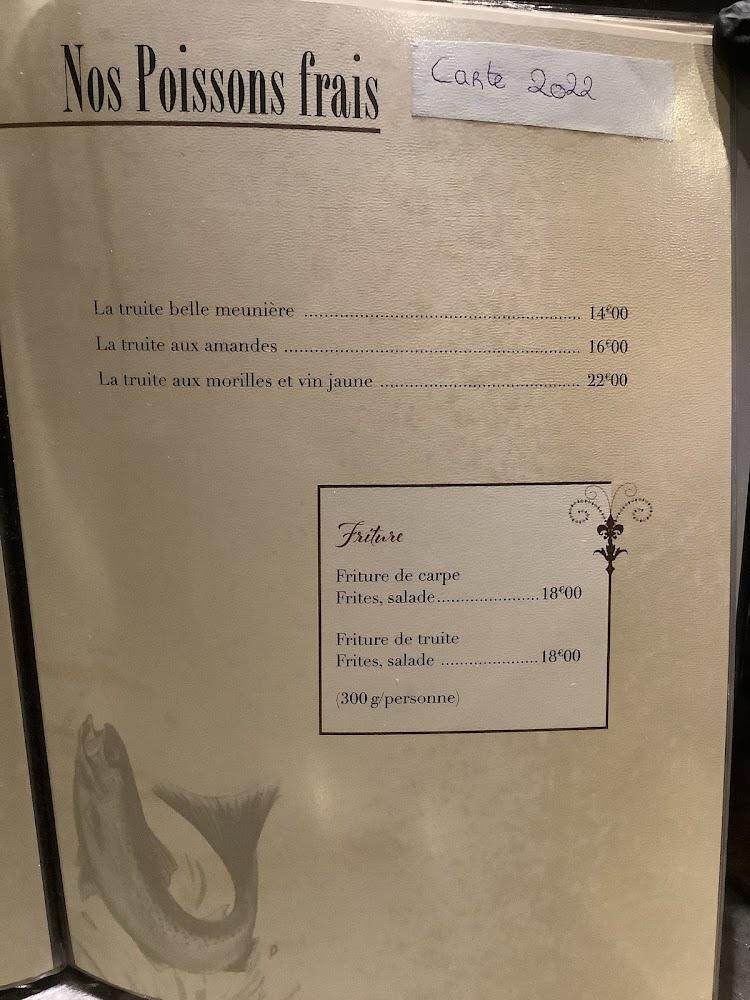 Nos Poissons frais
Carte 2022
La truite belle meunière ........................................................ 14€00
La truite aux amandes ............................................................ 16€00
La truite aux morilles et vin jaune ........................................ 22€00
Friture
Friture de carpe
Frites, salade.......................18€00
Friture de truite
Frites, salade ......................18€00
(300 g/personne)